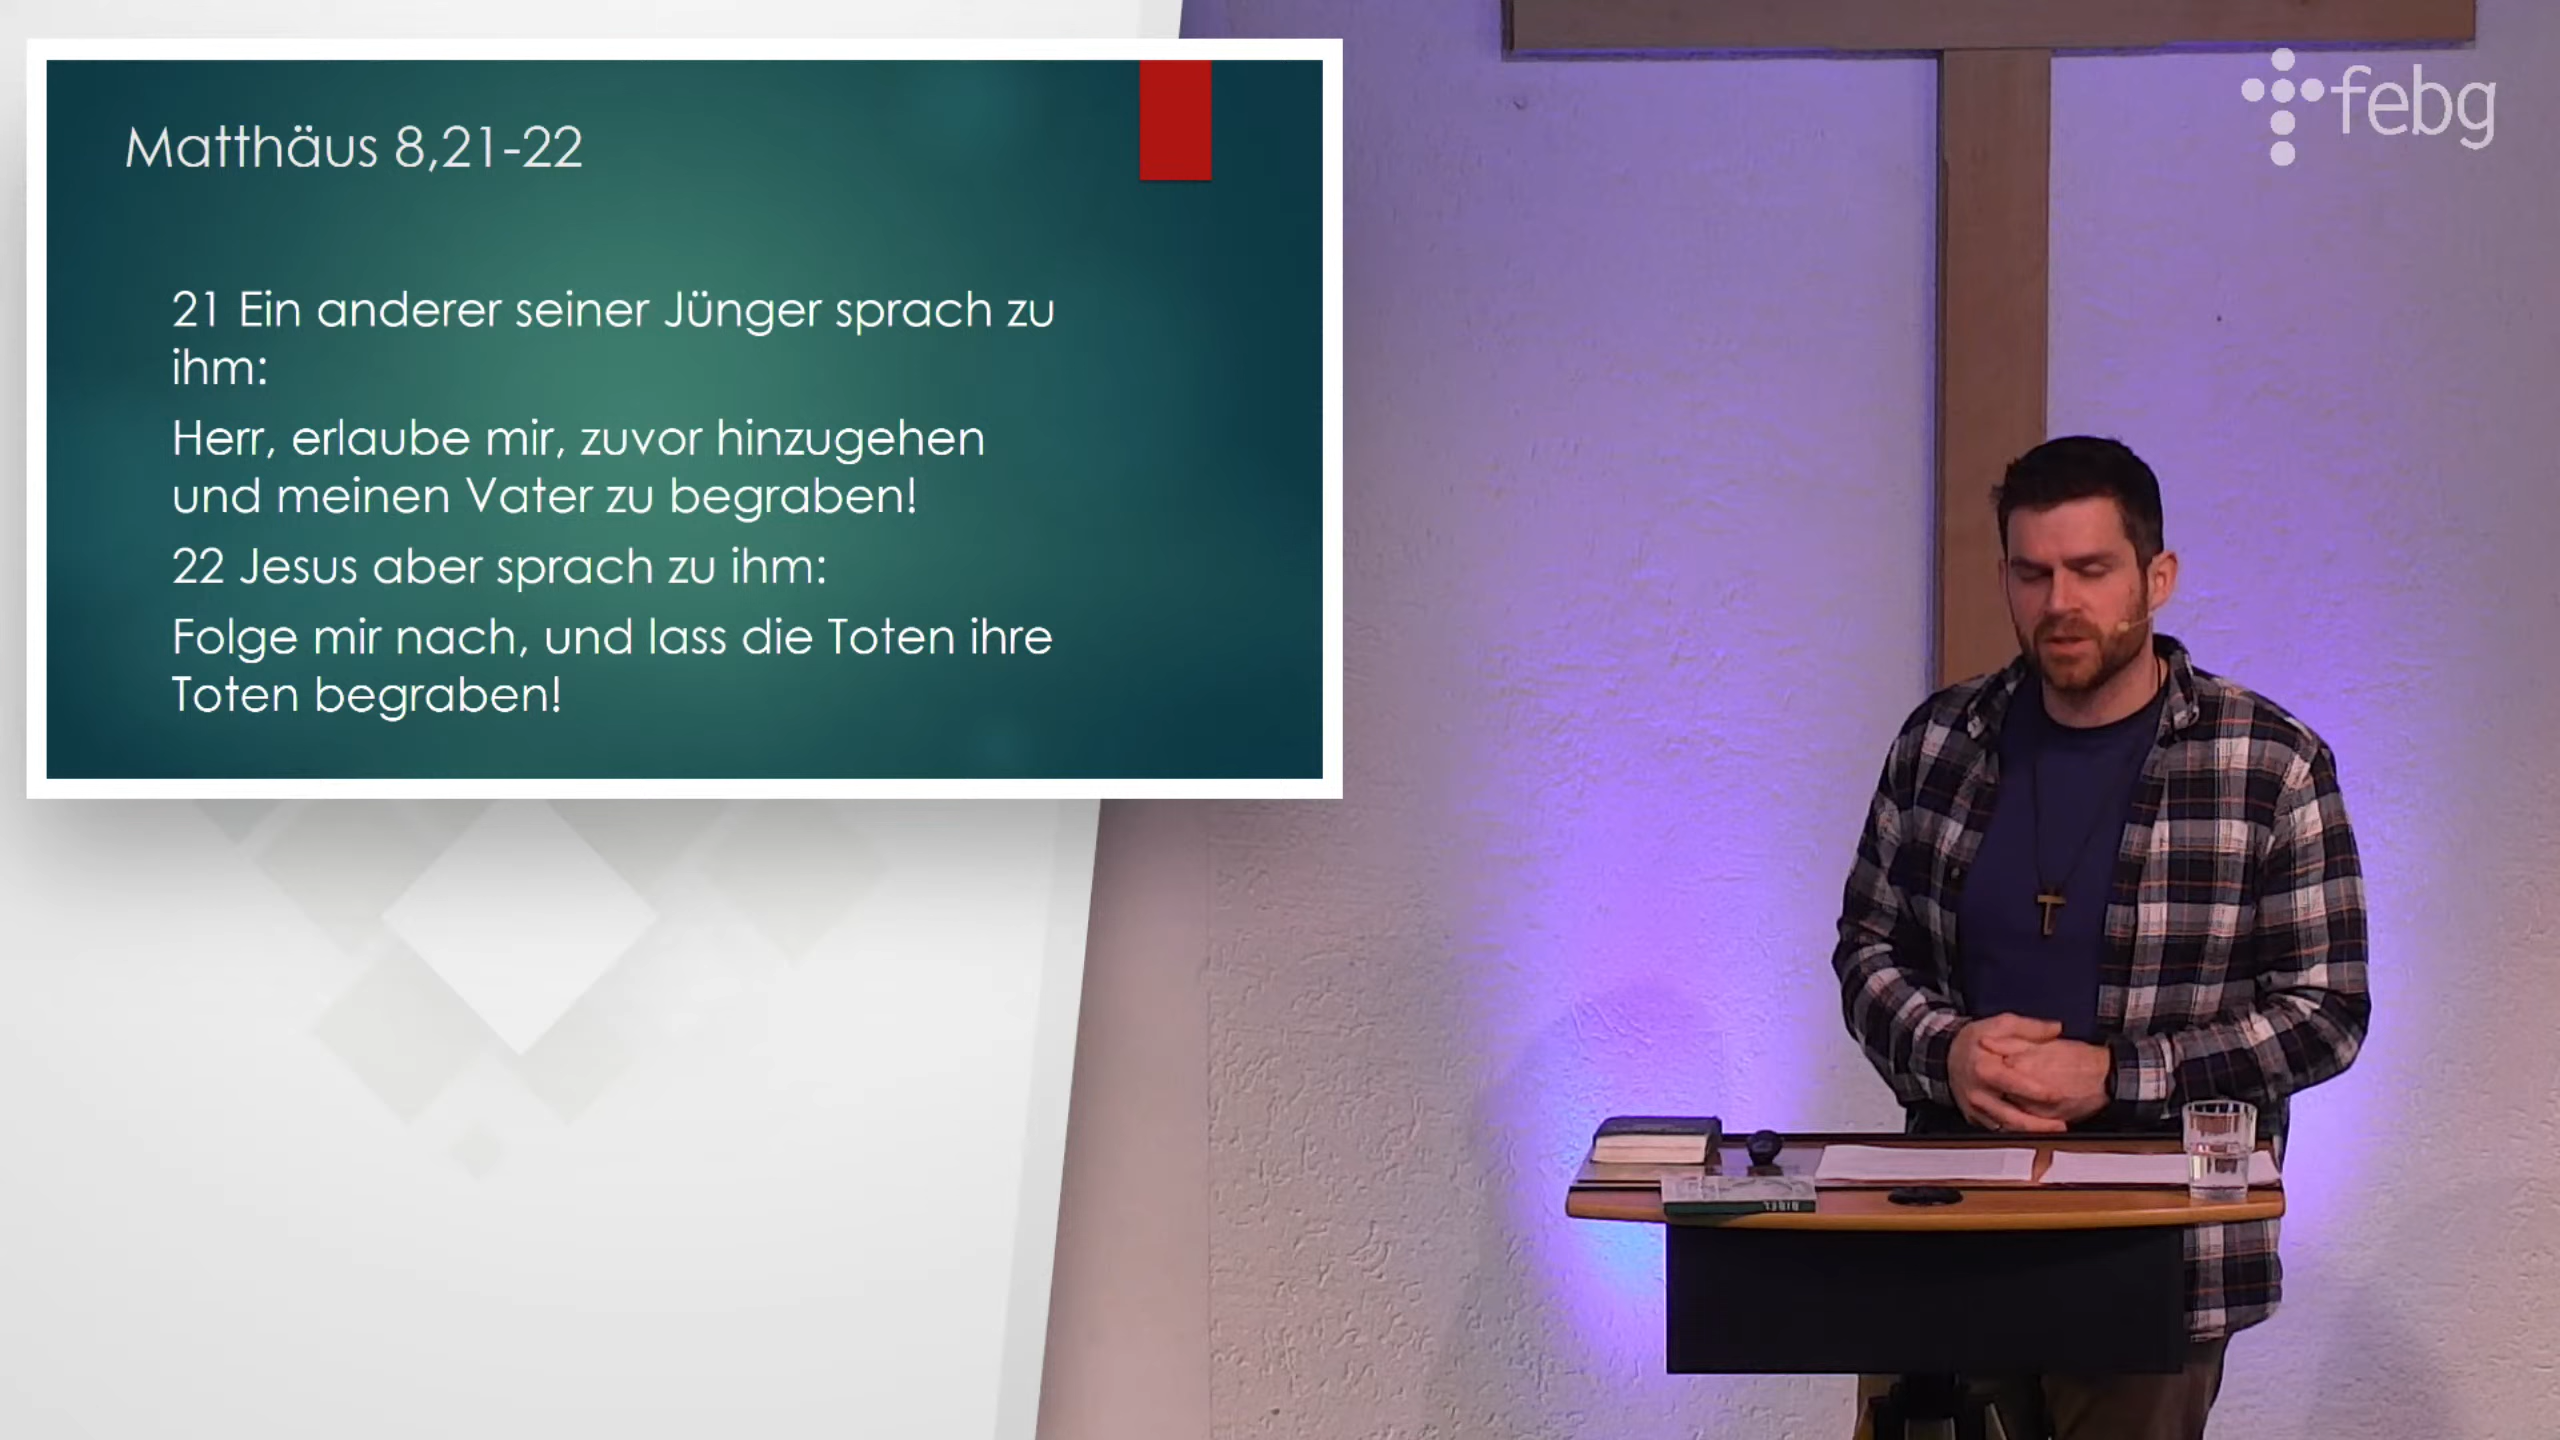 Matthäus 8,21-22
21 Ein anderer seiner Jünger sprach zu
ihm:
Herr, erlaube mir, zuvor hinzugehen
und meinen Vater zu begraben!
22 Jesus aber sprach zu ihm:
Folge mir nach, und lass die Toten ihre
Toten begraben!
febg
BIBEL